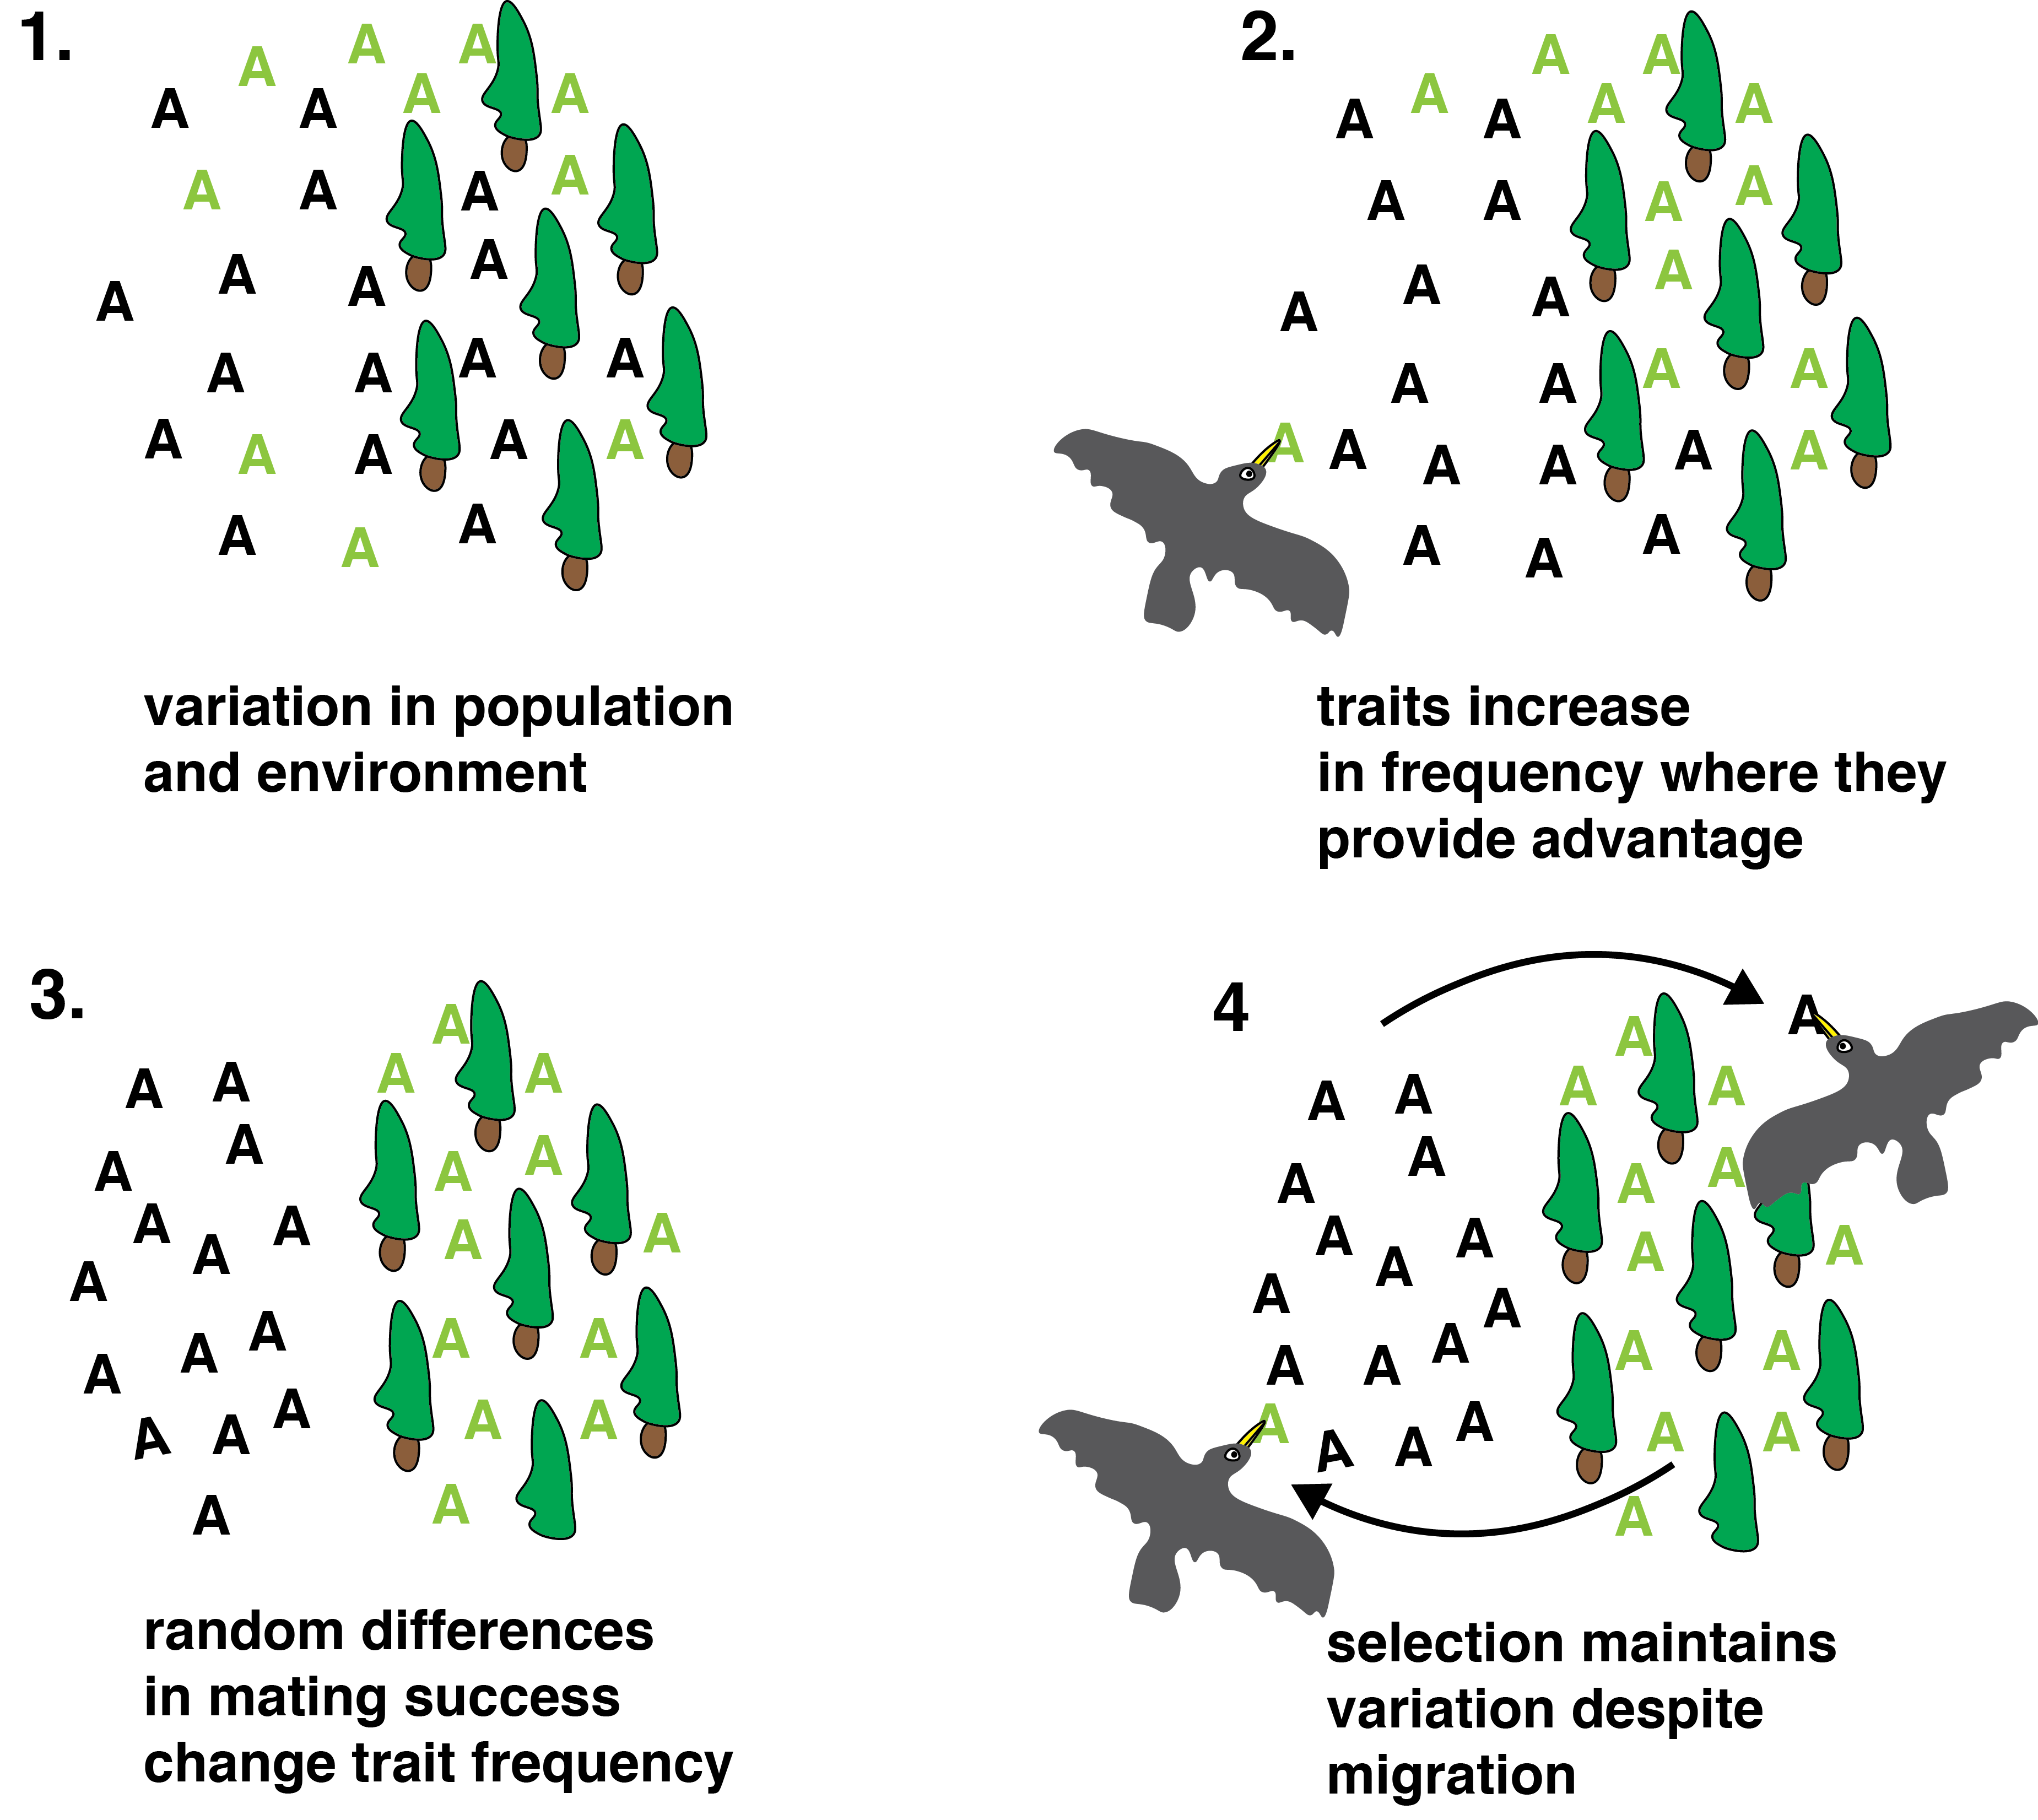 1.
A A A
A A A A
A A A A
A A A A
A A A A
A A A A A
A A A
variation in population
and environment
2.
A A
A A A A A
A A A A
A A A A
A A A A
A A A A A A
A A A
traits increase
in frequency where they
provide advantage
3.
A
A A A A
A A A A
A A A A A
A
A A A A A
A A A A A
A A
random differences
in mating success
change trait frequency
4
A A
A A A A
A A A A
A A A A A
A A
A A A A A
A A A A A A
A
selection maintains
variation despite
migration